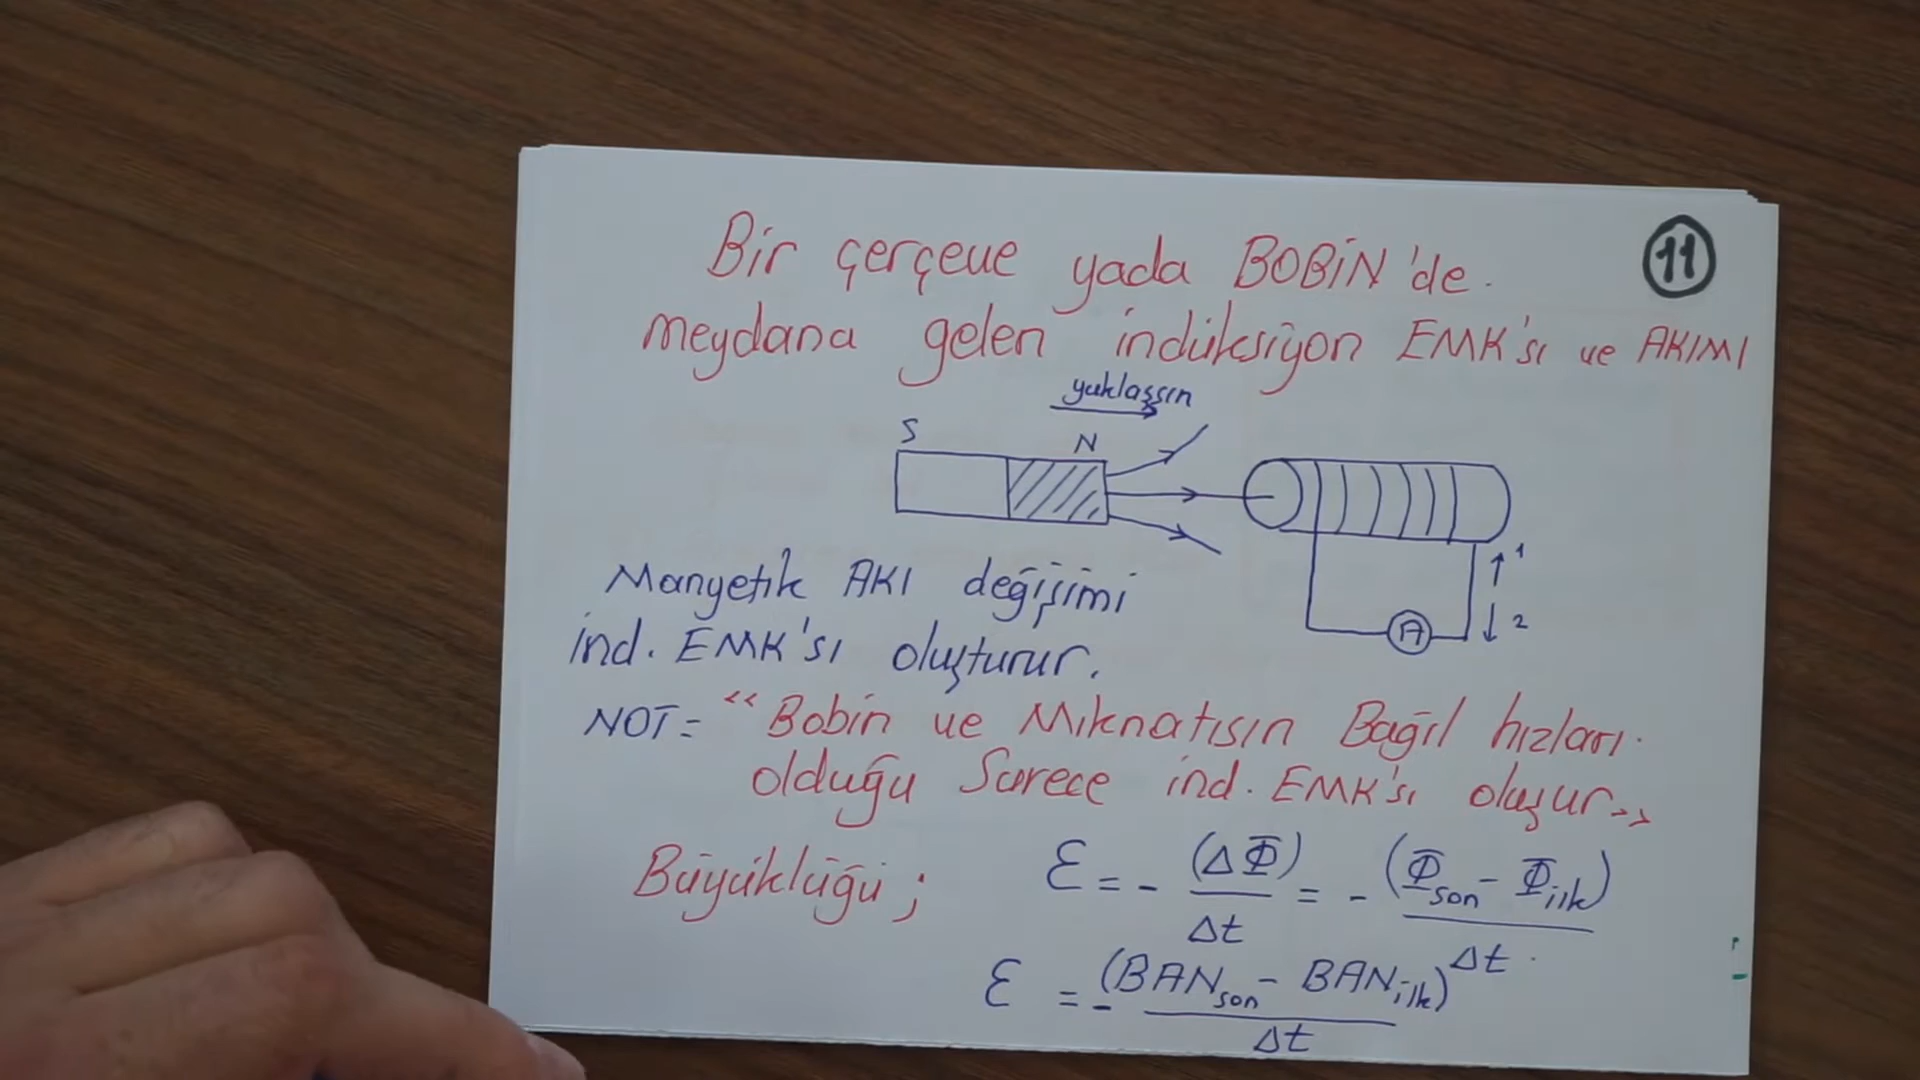 Bir çerçeve yada BOBİN'de.
11
meydana gelen indüksiyon EMK'sı ve AKIMI
yaklaşsın
S
N
1
Manyetik AKI değişimi
2
A
ind. EMK'sı oluşturur.
NOT= "Bobin ve Mıknatısın Bağıl hızları
olduğu Sürece ind. EMK'sı oluşur"
Büyüklüğü; Ɛ = - (ΔΦ)/Δt = - (Φson - Φilk)/Δt
Ɛ = - (BANson - BANilk)/Δt